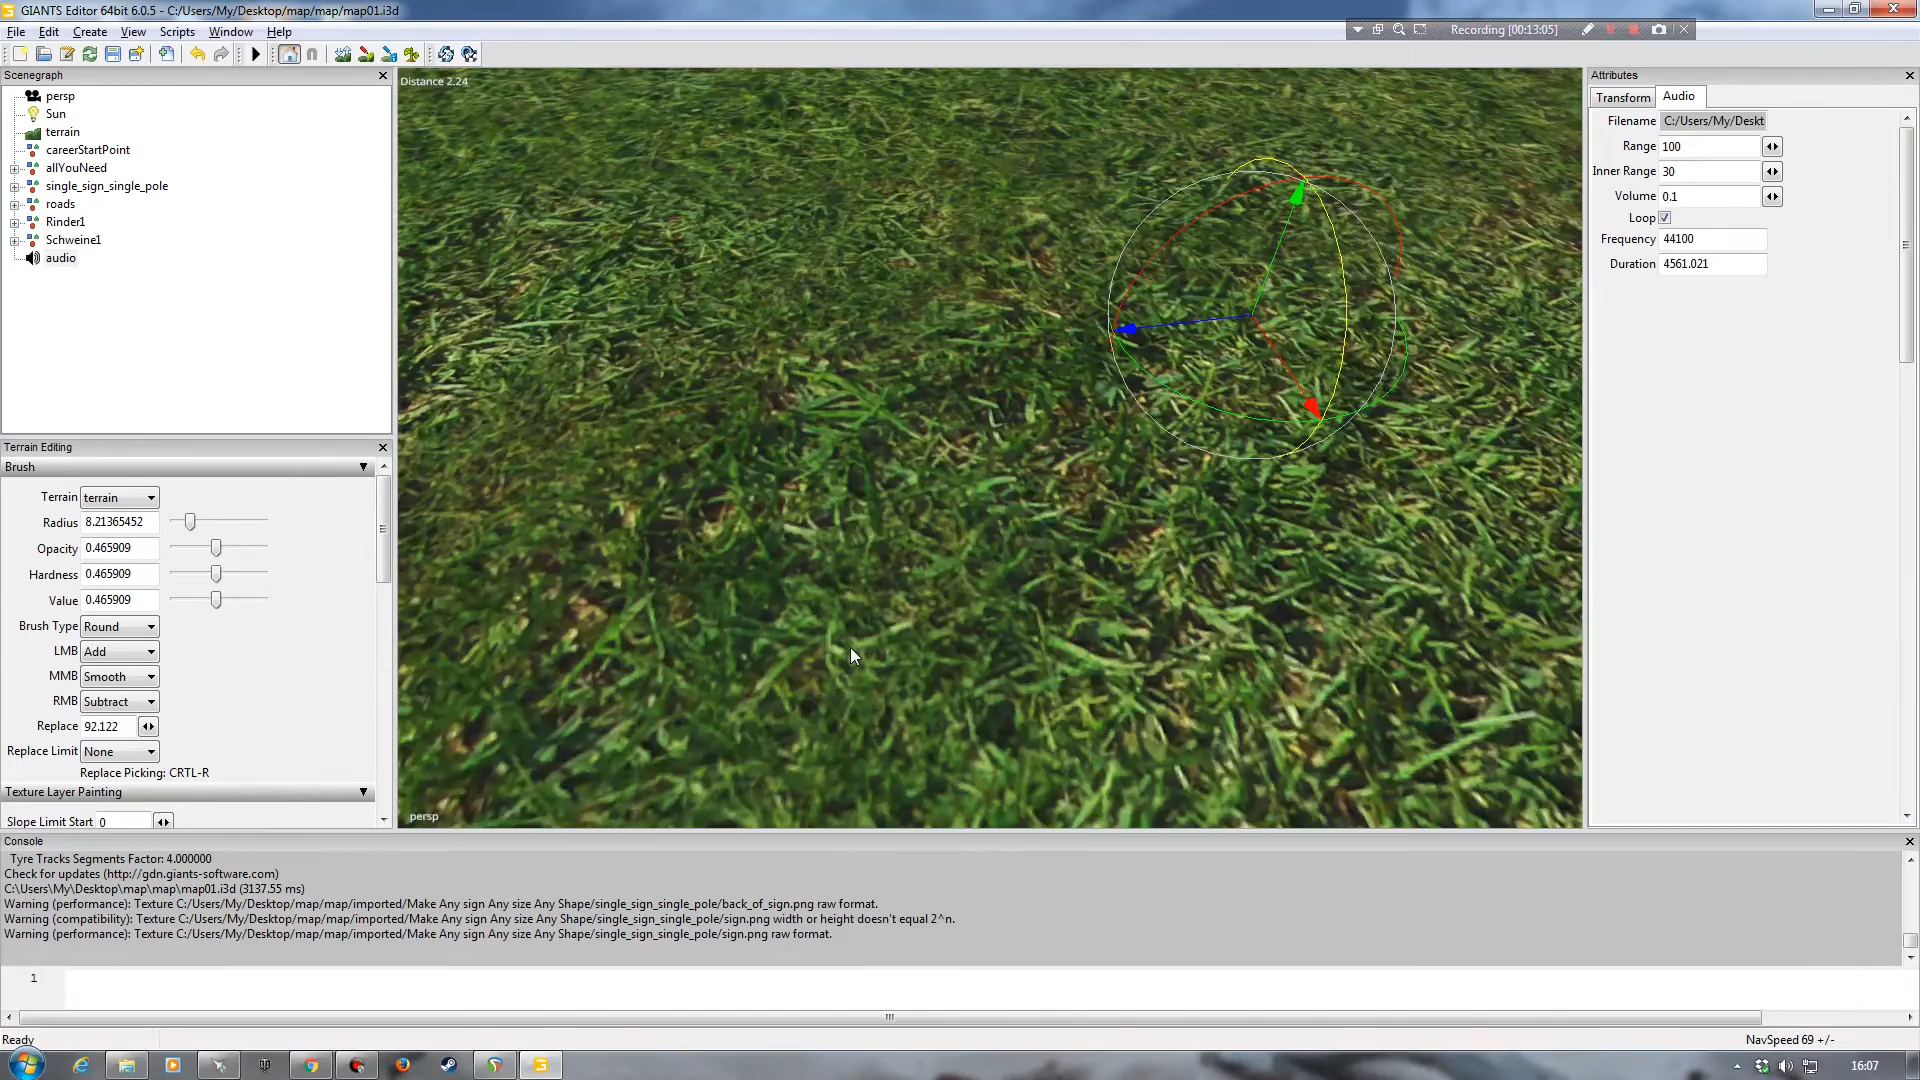 GIANTS Editor 64bit 6.0.5 - C:/Users/My/Desktop/map/map/map01.i3d
File Edit Create View Scripts Window Help
Recording [00:13:05]
Scenegraph
persp
Sun
terrain
careerStartPoint
allYouNeed
single_sign_single_pole
roads
Rinder1
Schweine1
audio
Terrain Editing
Brush
Terrain terrain
Radius 8.21365452
Opacity 0.465909
Hardness 0.465909
Value 0.465909
Brush Type Round
LMB Add
MMB Smooth
RMB Subtract
Replace 92.122
Replace Limit None
Replace Picking: CRTL-R
Texture Layer Painting
Slope Limit Start 0
Distance 2.24
persp
Attributes
Transform Audio
Filename C:/Users/My/Deskt
Range 100
Inner Range 30
Volume 0.1
Loop
Frequency 44100
Duration 4561.021
Console
Tyre Tracks Segments Factor: 4.000000
Check for updates (http://gdn.giants-software.com)
C:\Users\My\Desktop\map\map\map01.i3d (3137.55 ms)
Warning (performance): Texture C:/Users/My/Desktop/map/map/imported/Make Any sign Any size Any Shape/single_sign_single_pole/back_of_sign.png raw format.
Warning (compatibility): Texture C:/Users/My/Desktop/map/map/imported/Make Any sign Any size Any Shape/single_sign_single_pole/sign.png width or height doesn't equal 2^n.
Warning (performance): Texture C:/Users/My/Desktop/map/map/imported/Make Any sign Any size Any Shape/single_sign_single_pole/sign.png raw format.
1
Ready
NavSpeed 69 +/-
16:07